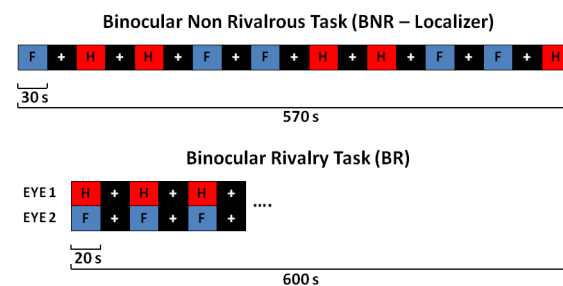 Binocular Non Rivalrous Task (BNR – Localizer)
F + H + H + F + F + H + H + F + F + H
30 s
570 s
Binocular Rivalry Task (BR)
EYE 1 H + H + H +
....
EYE 2 F + F + F +
20 s
600 s